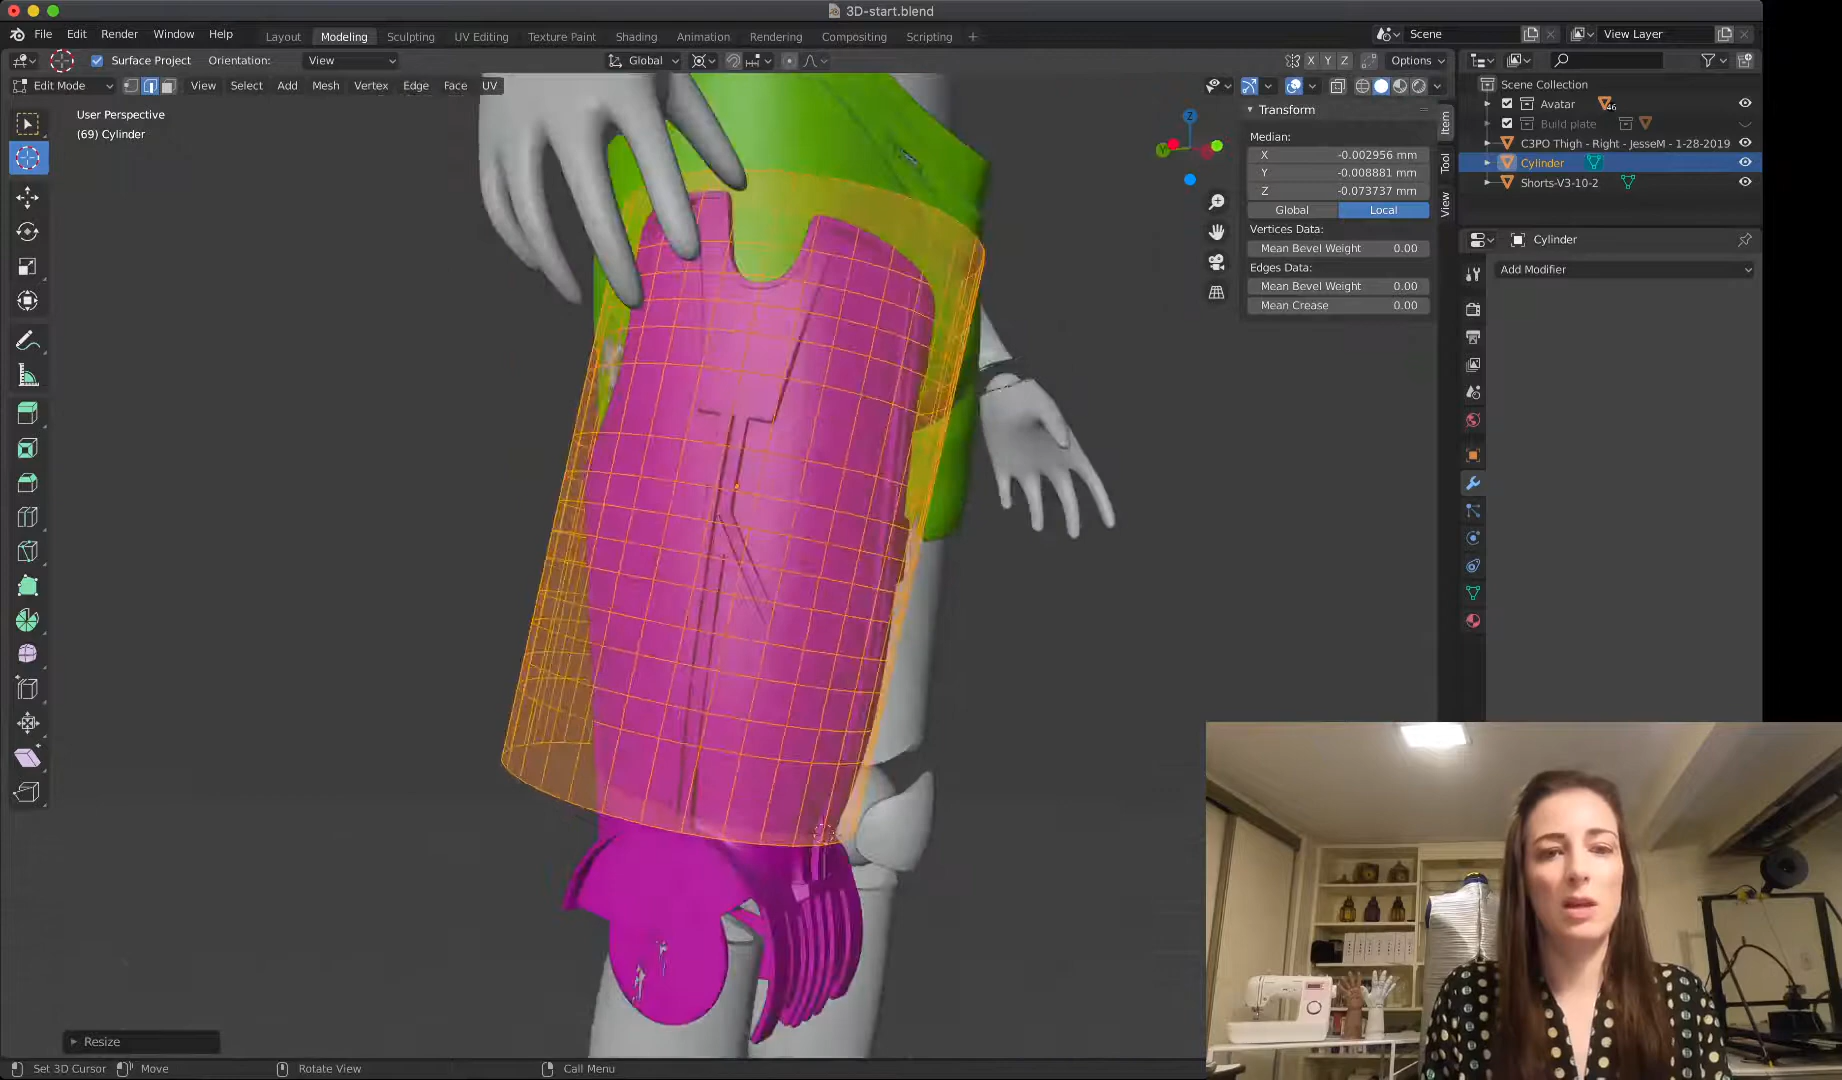 3D-start.blend
File Edit Render Window Help Layout Modeling Sculpting UV Editing Texture Paint Shading Animation Rendering Compositing Scripting + Scene View Layer
Surface Project Orientation: View Global X Y Z Options
Edit Mode View Select Add Mesh Vertex Edge Face UV
User Perspective
(69) Cylinder
Transform
Median:
X -0.002956 mm
Y -0.008881 mm
Z -0.073737 mm
Global Local
Vertices Data:
Mean Bevel Weight 0.00
Edges Data:
Mean Bevel Weight 0.00
Mean Crease 0.00
Item
Tool
View
Z
Scene Collection
Avatar 46
Build plate
C3PO Thigh - Right - JesseM - 1-28-2019
Cylinder
Shorts-V3-10-2
Cylinder
Add Modifier
Resize
Set 3D Cursor Move Rotate View Call Menu